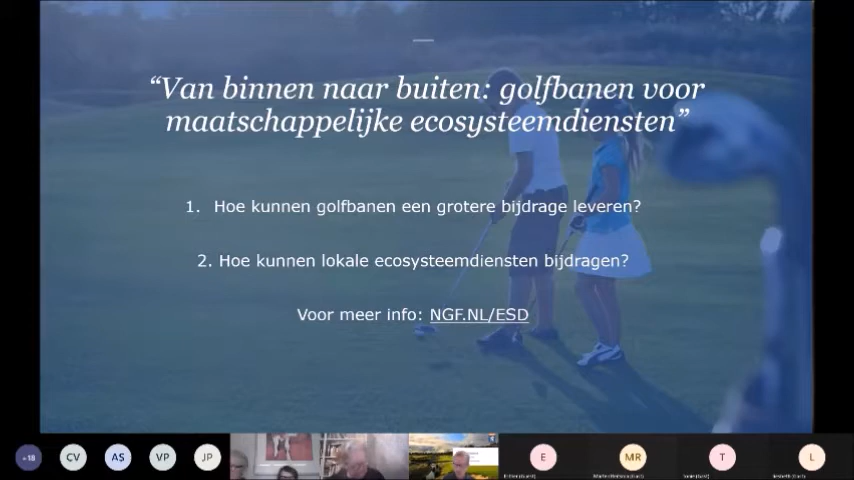 “Van binnen naar buiten: golfbanen voor
maatschappelijke ecosysteemdiensten”
1. Hoe kunnen golfbanen een grotere bijdrage leveren?
2. Hoe kunnen lokale ecosysteemdiensten bijdragen?
Voor meer info: NGF.NL/ESD
+18
CV
AS
VP
JP
E
MR
T
L